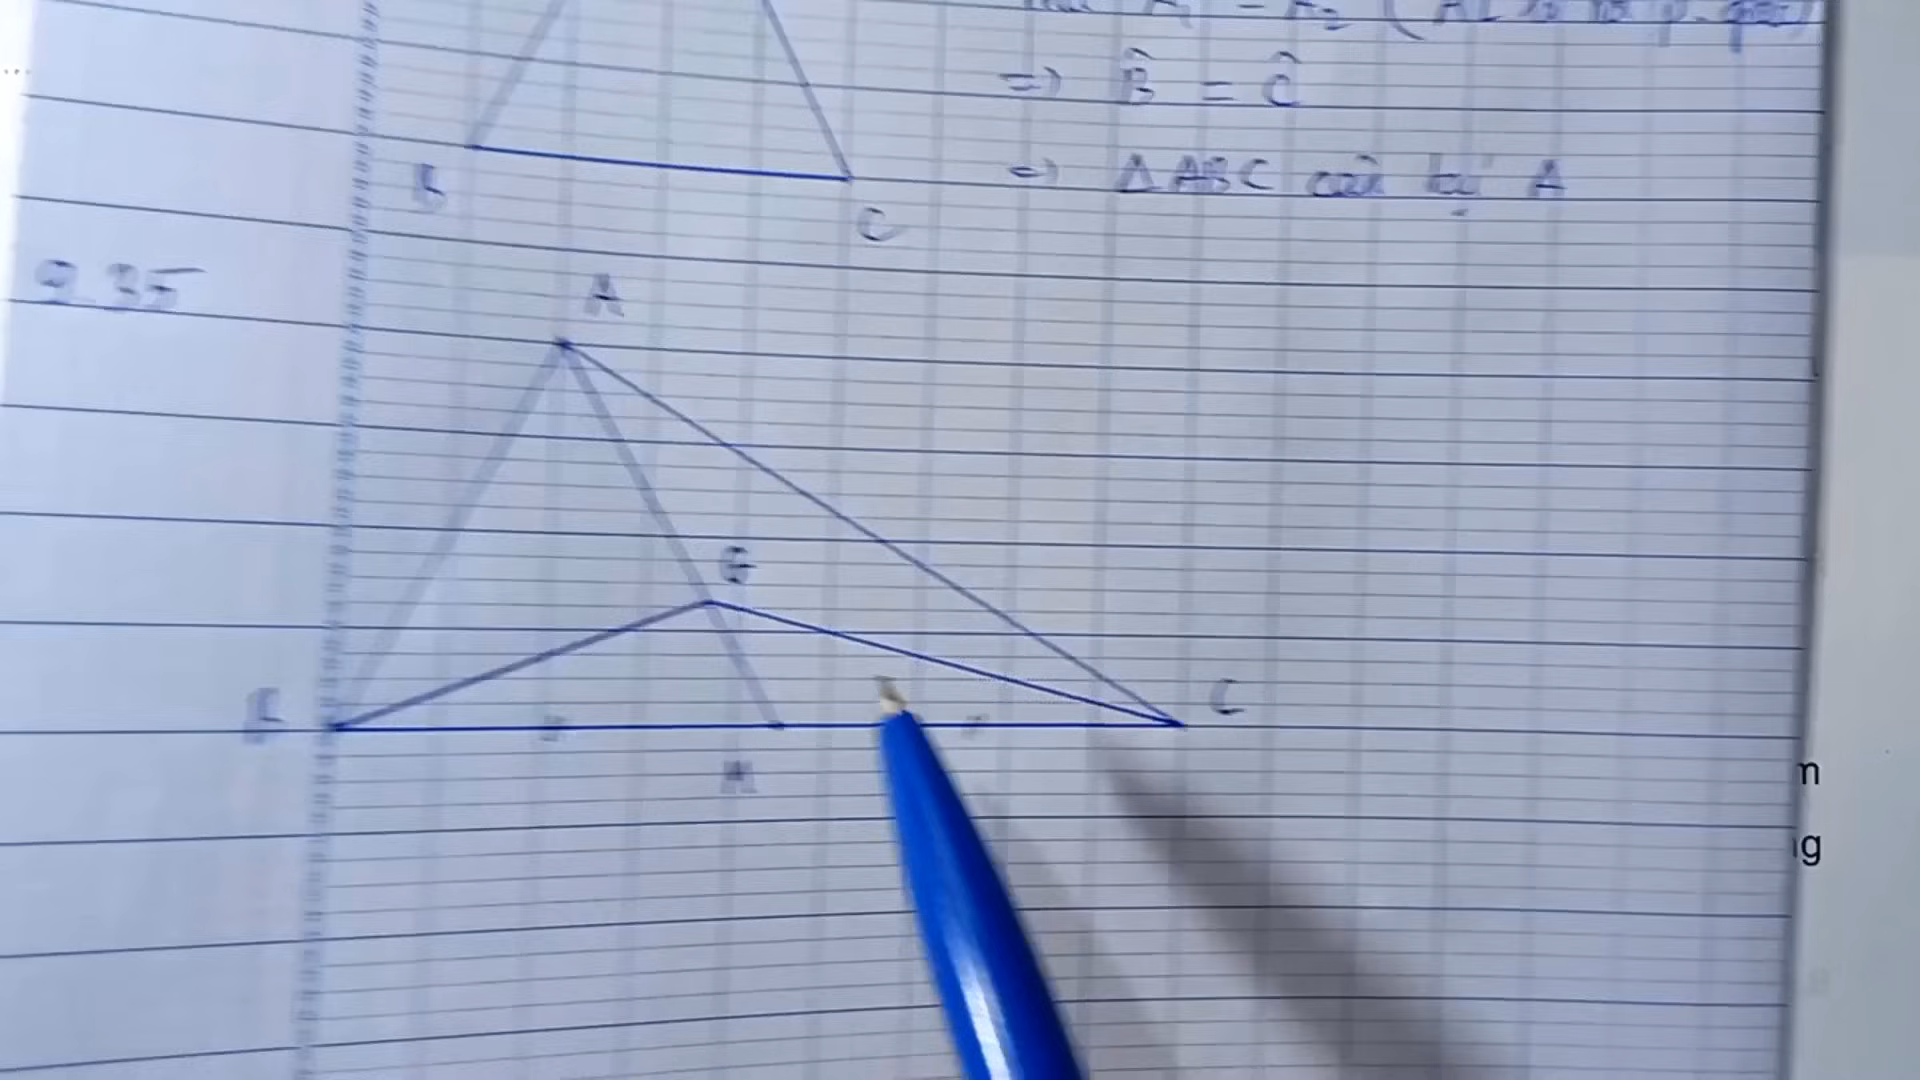 => B̂ = Ĉ
B
=> ΔABC cân tại A
C
9.35
A
G
B
C
M
m
g